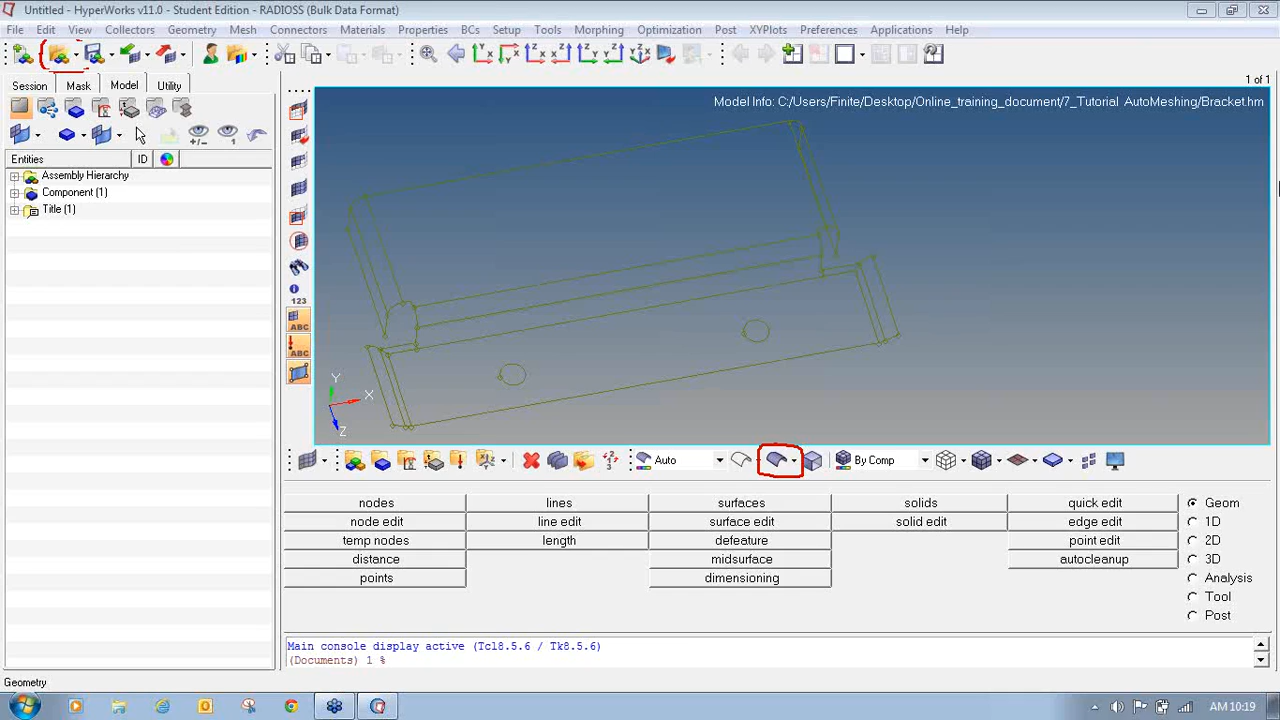 Untitled - HyperWorks v11.0 - Student Edition - RADIOSS (Bulk Data Format)
File Edit View Collectors Geometry Mesh Connectors Materials Properties BCs Setup Tools Morphing Optimization Post XYPlots Preferences Applications Help
Session Mask Model Utility
1 of 1
Model Info: C:/Users/Finite/Desktop/Online_training_document/7_Tutorial AutoMeshing/Bracket.hm
Entities ID
Assembly Hierarchy
Component (1)
Title (1)
123
ABC
ABC
Y
X
Z
Auto By Comp
nodes lines surfaces solids quick edit Geom
node edit line edit surface edit solid edit edge edit 1D
temp nodes length defeature point edit 2D
distance midsurface autocleanup 3D
points dimensioning Analysis
Tool
Post
Main console display active (Tcl8.5.6 / Tk8.5.6)
(Documents) 1 %
Geometry
AM 10:19